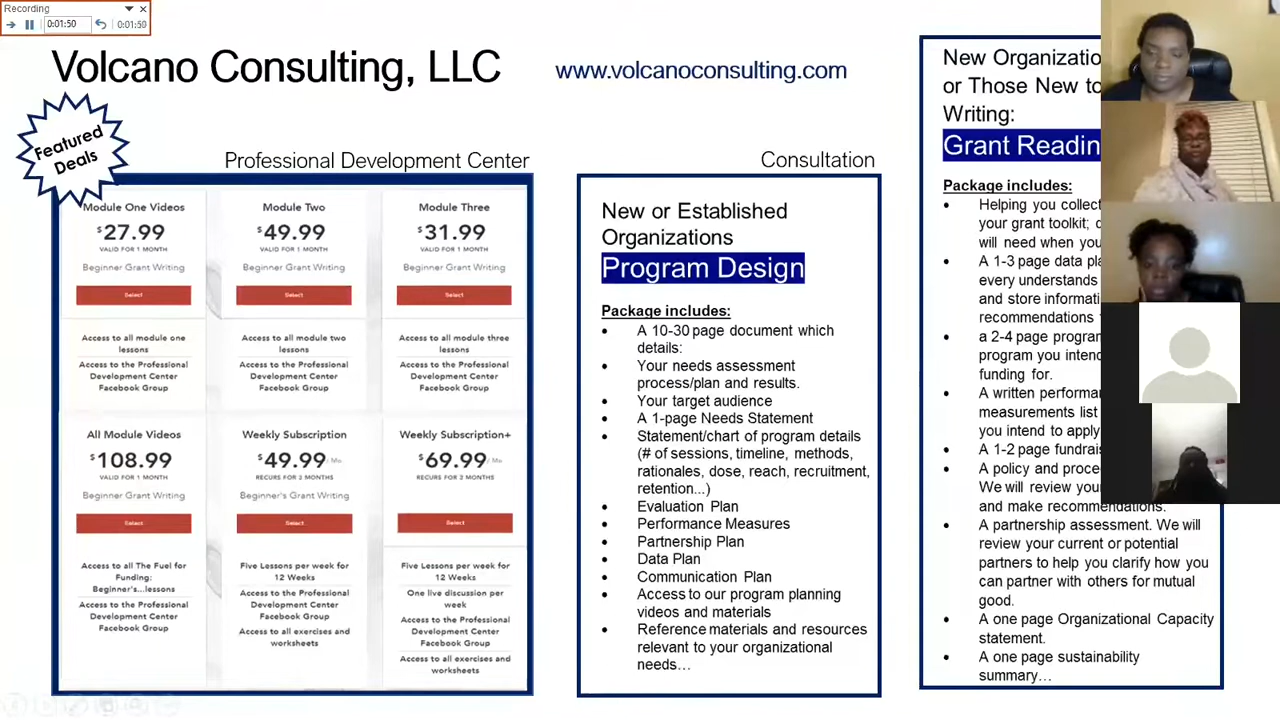 Recording
0:01:50
0:01:50
Volcano Consulting, LLC
www.volcanoconsulting.com
Featured
Deals
Professional Development Center
Module One Videos
$27.99
VALID FOR 1 MONTH
Beginner Grant Writing
Select
Access to all module one
lessons
Access to the Professional
Development Center
Facebook Group
Module Two
$49.99
VALID FOR 1 MONTH
Beginner Grant Writing
Select
Access to all module two
lessons
Access to the Professional
Development Center
Facebook Group
Module Three
$31.99
VALID FOR 1 MONTH
Beginner Grant Writing
Select
Access to all module three
lessons
Access to the Professional
Development Center
Facebook Group
All Module Videos
$108.99
VALID FOR 1 MONTH
Beginner Grant Writing
Select
Access to all The Fuel for
Funding:
Beginner's...lessons
Access to the Professional
Development Center
Facebook Group
Weekly Subscription
$49.99/Mo
RECURS FOR 3 MONTHS
Beginner's Grant Writing
Select
Five Lessons per week for
12 Weeks
Access to the Professional
Development Center
Facebook Group
Access to all exercises and
worksheets
Weekly Subscription+
$69.99/Mo
RECURS FOR 3 MONTHS
Select
Five Lessons per week for
12 Weeks
One live discussion per
week
Access to the Professional
Development Center
Facebook Group
Access to all exercises and
worksheets
Consultation
New or Established
Organizations
Program Design
Package includes:
• A 10-30 page document which
details:
• Your needs assessment
process/plan and results.
• Your target audience
• A 1-page Needs Statement
• Statement/chart of program details
(# of sessions, timeline, methods,
rationales, dose, reach, recruitment,
retention...)
• Evaluation Plan
• Performance Measures
• Partnership Plan
• Data Plan
• Communication Plan
• Access to our program planning
videos and materials
• Reference materials and resources
relevant to your organizational
needs…
New Organizatio
or Those New to
Writing:
Grant Readin
Package includes:
• Helping you collect
your grant toolkit;
will need when you
• A 1-3 page data pla
every understands
and store informati
recommendations
• a 2-4 page program
program you intend
funding for.
• A written performa
measurements list
you intend to apply
• A 1-2 page fundrais
• A policy and proce
We will review your
and make recommendations.
• A partnership assessment. We will
review your current or potential
partners to help you clarify how you
can partner with others for mutual
good.
• A one page Organizational Capacity
statement.
• A one page sustainability
summary…